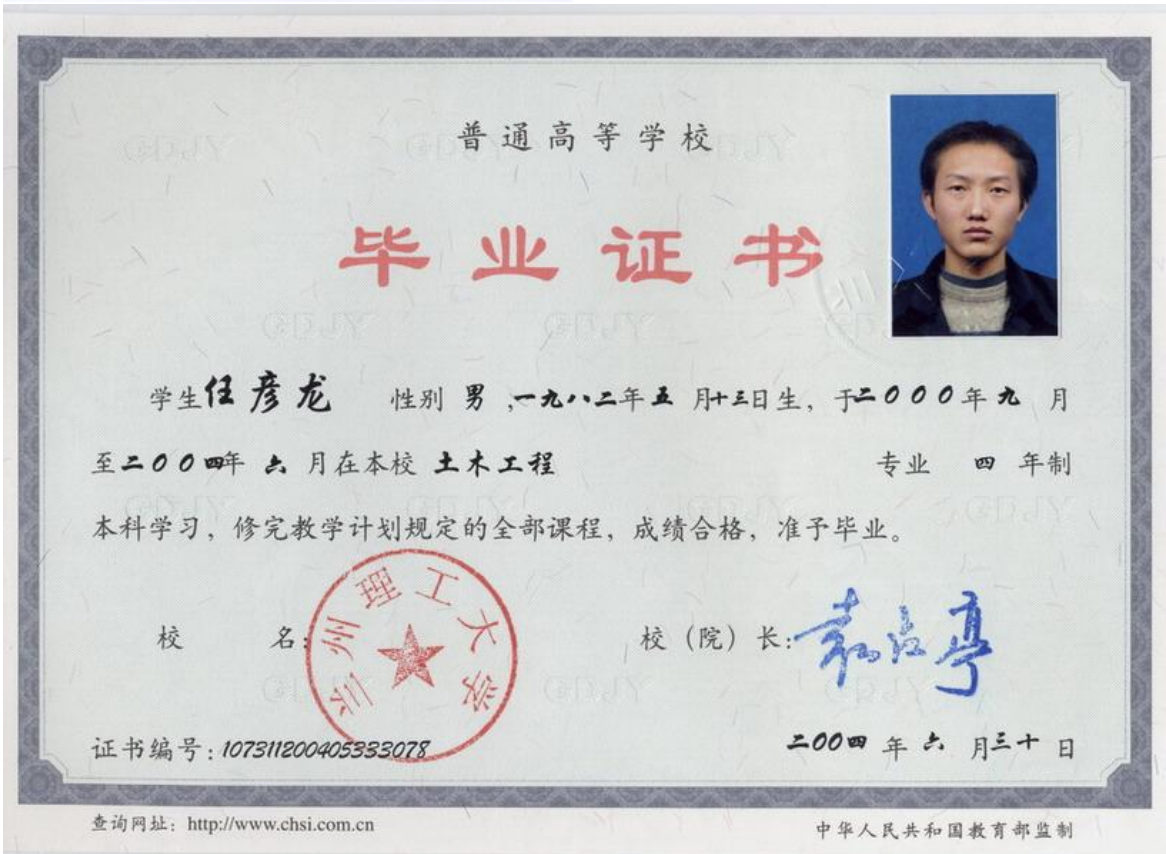 普通高等学校
毕业证书
学生任彦龙 性别 男 ,一九八二年五 月十三日生，于二000年九 月
至二00四年 六 月在本校 土木工程 专业 四 年制
本科学习，修完教学计划规定的全部课程，成绩合格，准予毕业。
兰州理工大学
校 名: 校（院）长: 袁占亭
证书编号: 107311200405333078 二00四 年 六 月三十 日
查询网址：http://www.chsi.com.cn 中华人民共和国教育部监制